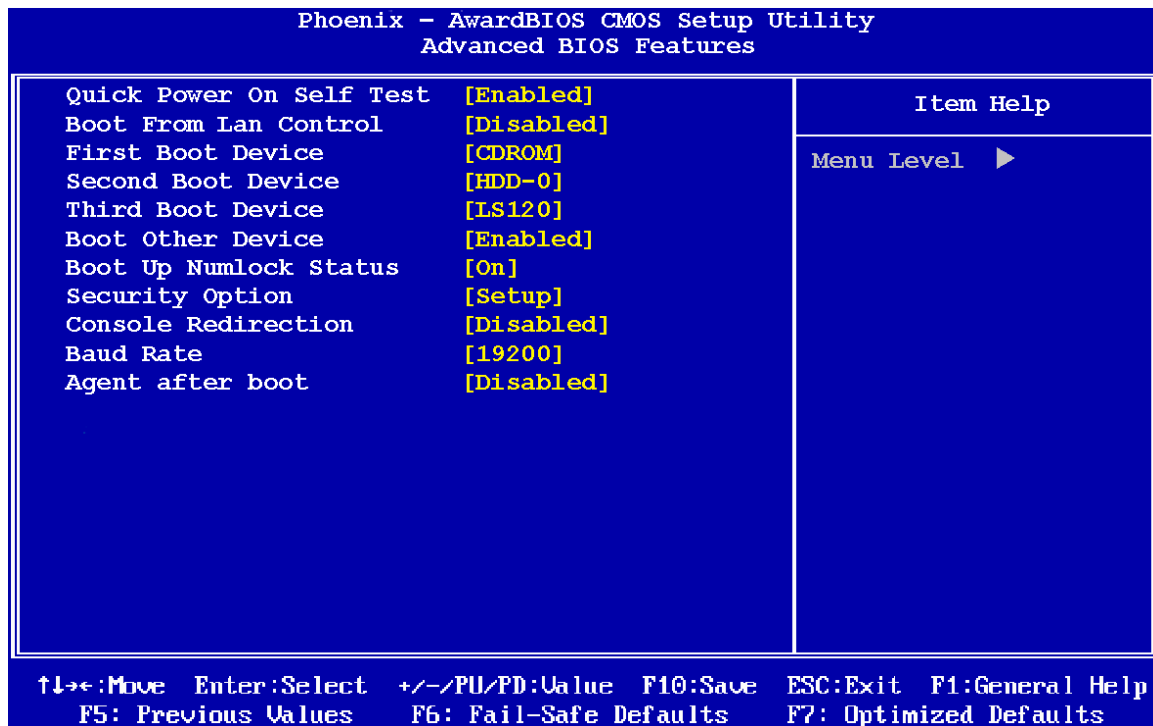 Phoenix – AwardBIOS CMOS Setup Utility
Advanced BIOS Features
Quick Power On Self Test [Enabled]
Boot From Lan Control [Disabled]
First Boot Device [CDROM]
Second Boot Device [HDD-0]
Third Boot Device [LS120]
Boot Other Device [Enabled]
Boot Up Numlock Status [On]
Security Option [Setup]
Console Redirection [Disabled]
Baud Rate [19200]
Agent after boot [Disabled]
Item Help
Menu Level ▶
↑↓→←:Move Enter:Select +/-/PU/PD:Value F10:Save ESC:Exit F1:General Help
F5: Previous Values F6: Fail-Safe Defaults F7: Optimized Defaults